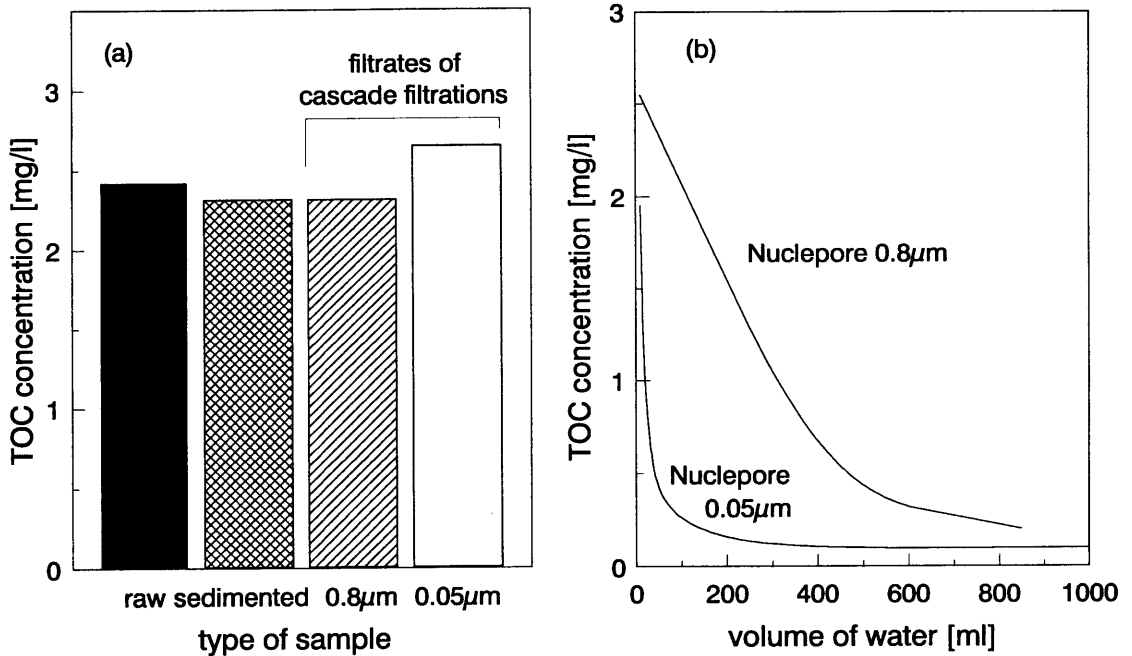 (a)
filtrates of
cascade filtrations
3
2
1
0
TOC concentration [mg/l]
raw sedimented 0.8µm 0.05µm
type of sample
(b)
3
2
1
0
TOC concentration [mg/l]
Nuclepore 0.8µm
Nuclepore
0.05µm
0 200 400 600 800 1000
volume of water [ml]